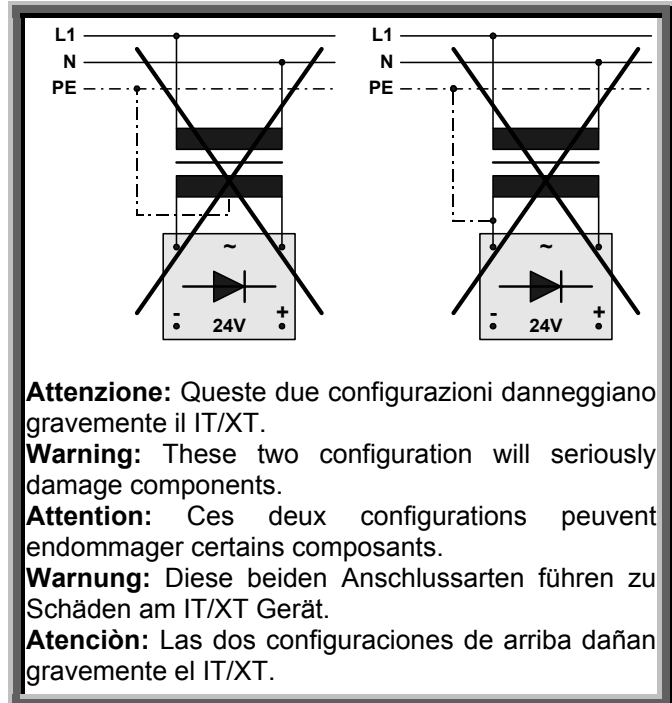 L1 L1
N N
PE PE
~ ~
- + - +
24V 24V
Attenzione: Queste due configurazioni danneggiano
gravemente il IT/XT.
Warning: These two configuration will seriously
damage components.
Attention: Ces deux configurations peuvent
endommager certains composants.
Warnung: Diese beiden Anschlussarten führen zu
Schäden am IT/XT Gerät.
Atenciòn: Las dos configuraciones de arriba dañan
gravemente el IT/XT.